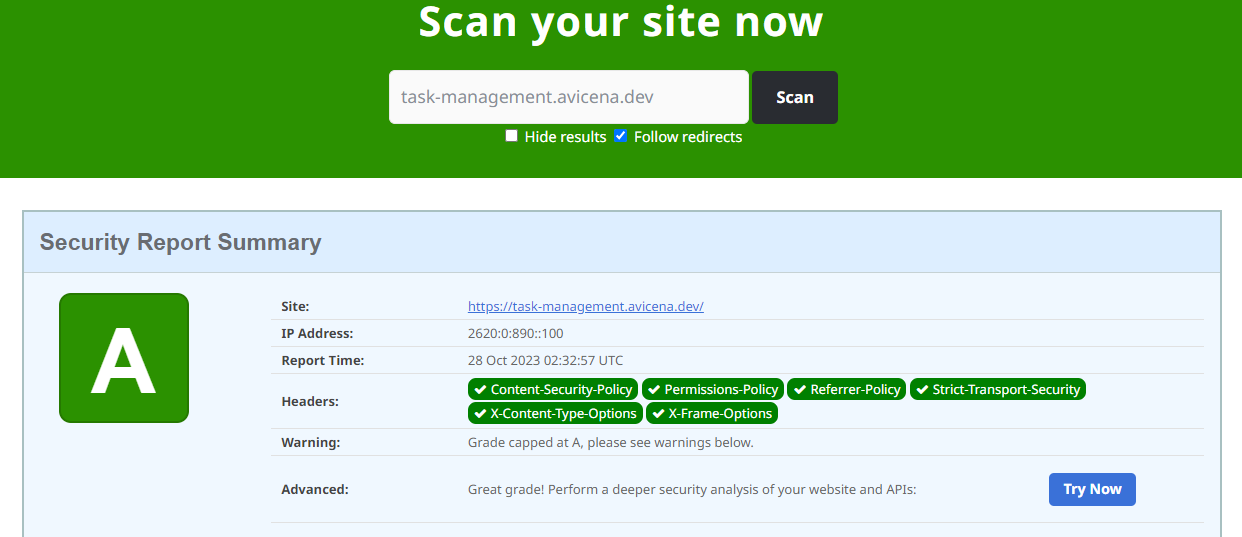 Scan your site now
task-management.avicena.dev
Scan
Hide results
Follow redirects
Security Report Summary
A
Site:
https://task-management.avicena.dev/
IP Address:
2620:0:890::100
Report Time:
28 Oct 2023 02:32:57 UTC
Headers:
Content-Security-Policy
Permissions-Policy
Referrer-Policy
Strict-Transport-Security
X-Content-Type-Options
X-Frame-Options
Warning:
Grade capped at A, please see warnings below.
Advanced:
Great grade! Perform a deeper security analysis of your website and APIs:
Try Now